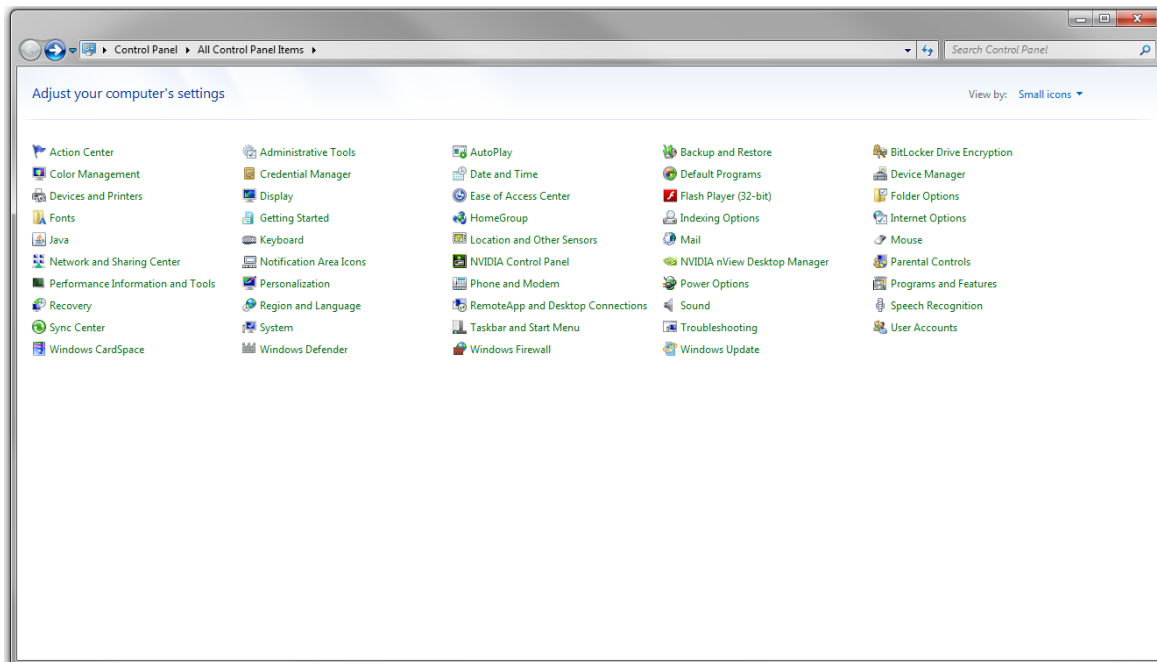 Control Panel All Control Panel Items Search Control Panel
Adjust your computer's settings View by: Small icons
Action Center Administrative Tools AutoPlay Backup and Restore BitLocker Drive Encryption
Color Management Credential Manager Date and Time Default Programs Device Manager
Devices and Printers Display Ease of Access Center Flash Player (32-bit) Folder Options
Fonts Getting Started HomeGroup Indexing Options Internet Options
Java Keyboard Location and Other Sensors Mail Mouse
Network and Sharing Center Notification Area Icons NVIDIA Control Panel NVIDIA nView Desktop Manager Parental Controls
Performance Information and Tools Personalization Phone and Modem Power Options Programs and Features
Recovery Region and Language RemoteApp and Desktop Connections Sound Speech Recognition
Sync Center System Taskbar and Start Menu Troubleshooting User Accounts
Windows CardSpace Windows Defender Windows Firewall Windows Update